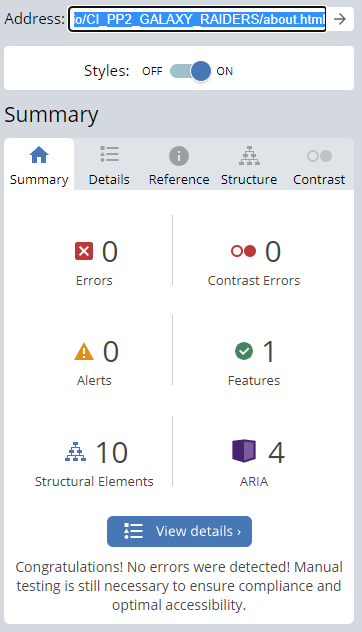 Address: to/CI_PP2_GALAXY_RAIDERS/about.html
Styles: OFF ON
Summary
Summary Details Reference Structure Contrast
0 0
Errors Contrast Errors
0 1
Alerts Features
10 4
Structural Elements ARIA
View details ›
Congratulations! No errors were detected! Manual
testing is still necessary to ensure compliance and
optimal accessibility.